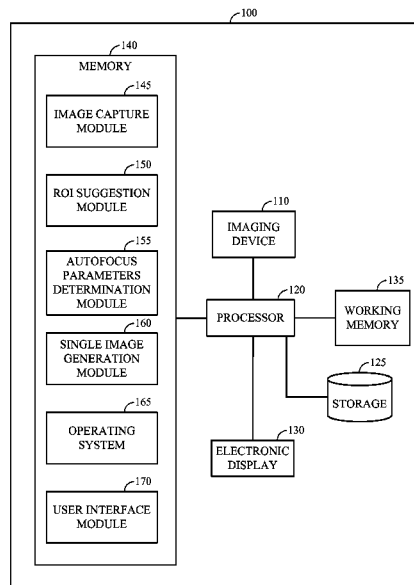 100
140
MEMORY
145
IMAGE CAPTURE
MODULE
150
ROI SUGGESTION
MODULE
155
AUTOFOCUS
PARAMETERS
DETERMINATION
MODULE
160
SINGLE IMAGE
GENERATION
MODULE
165
OPERATING
SYSTEM
170
USER INTERFACE
MODULE
110
IMAGING
DEVICE
120
PROCESSOR
135
WORKING
MEMORY
125
STORAGE
130
ELECTRONIC
DISPLAY